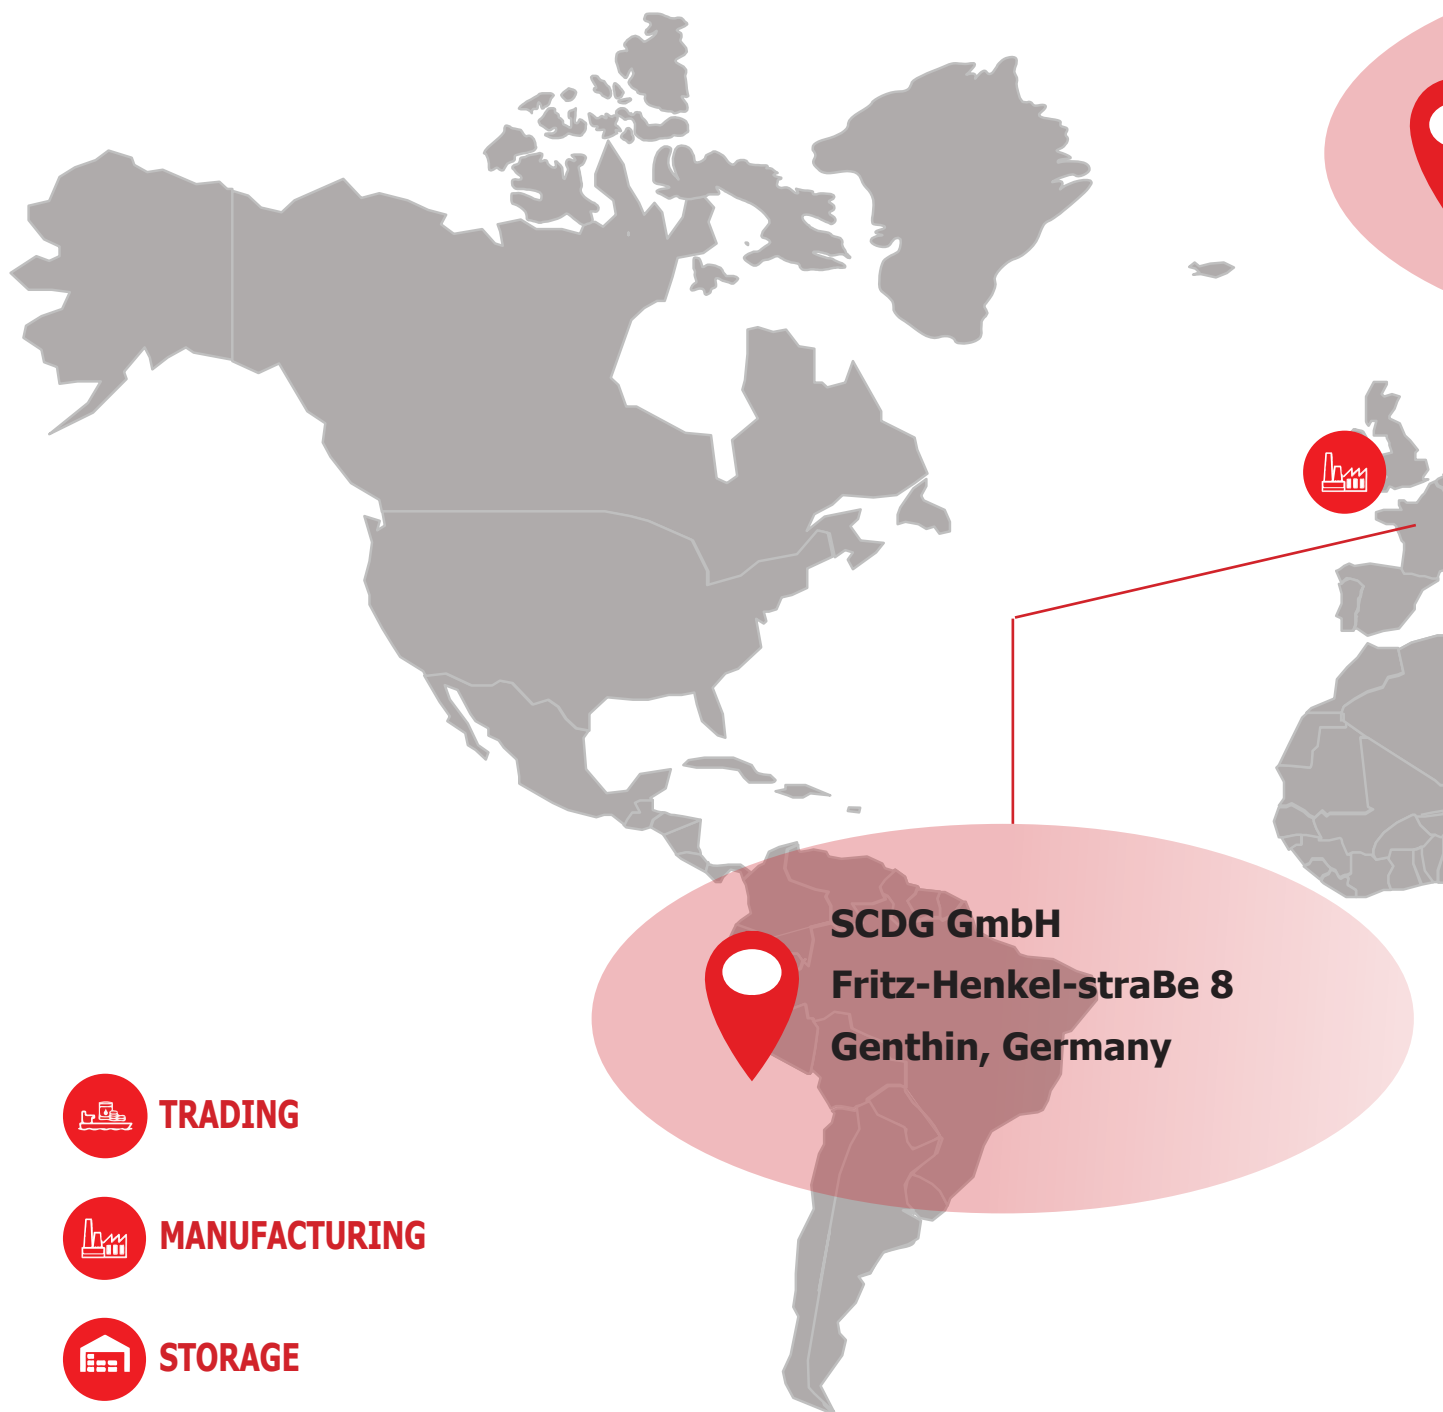 SCDG GmbH
Fritz-Henkel-straBe 8
Genthin, Germany
TRADING
MANUFACTURING
STORAGE